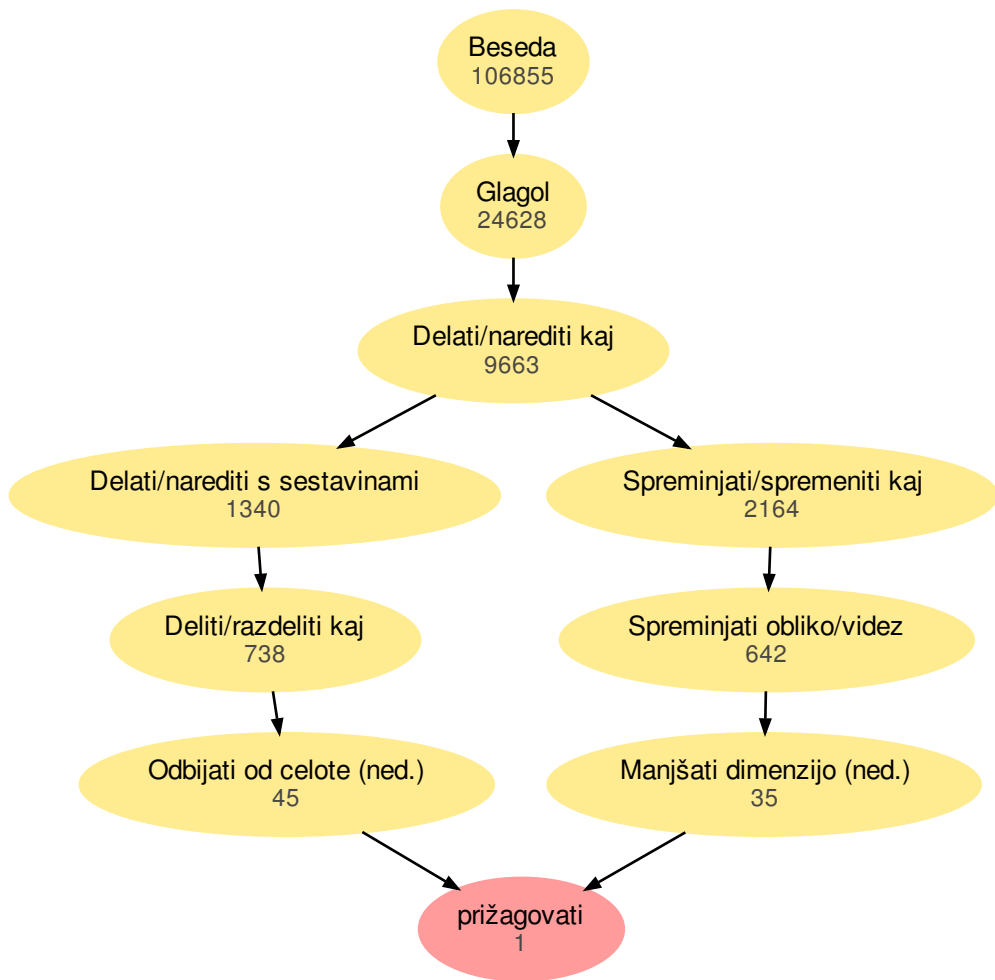 Beseda
106855
Glagol
24628
Delati/narediti kaj
9663
Delati/narediti s sestavinami
1340
Spreminjati/spremeniti kaj
2164
Deliti/razdeliti kaj
738
Spreminjati obliko/videz
642
Odbijati od celote (ned.)
45
Manjšati dimenzijo (ned.)
35
prižagovati
1